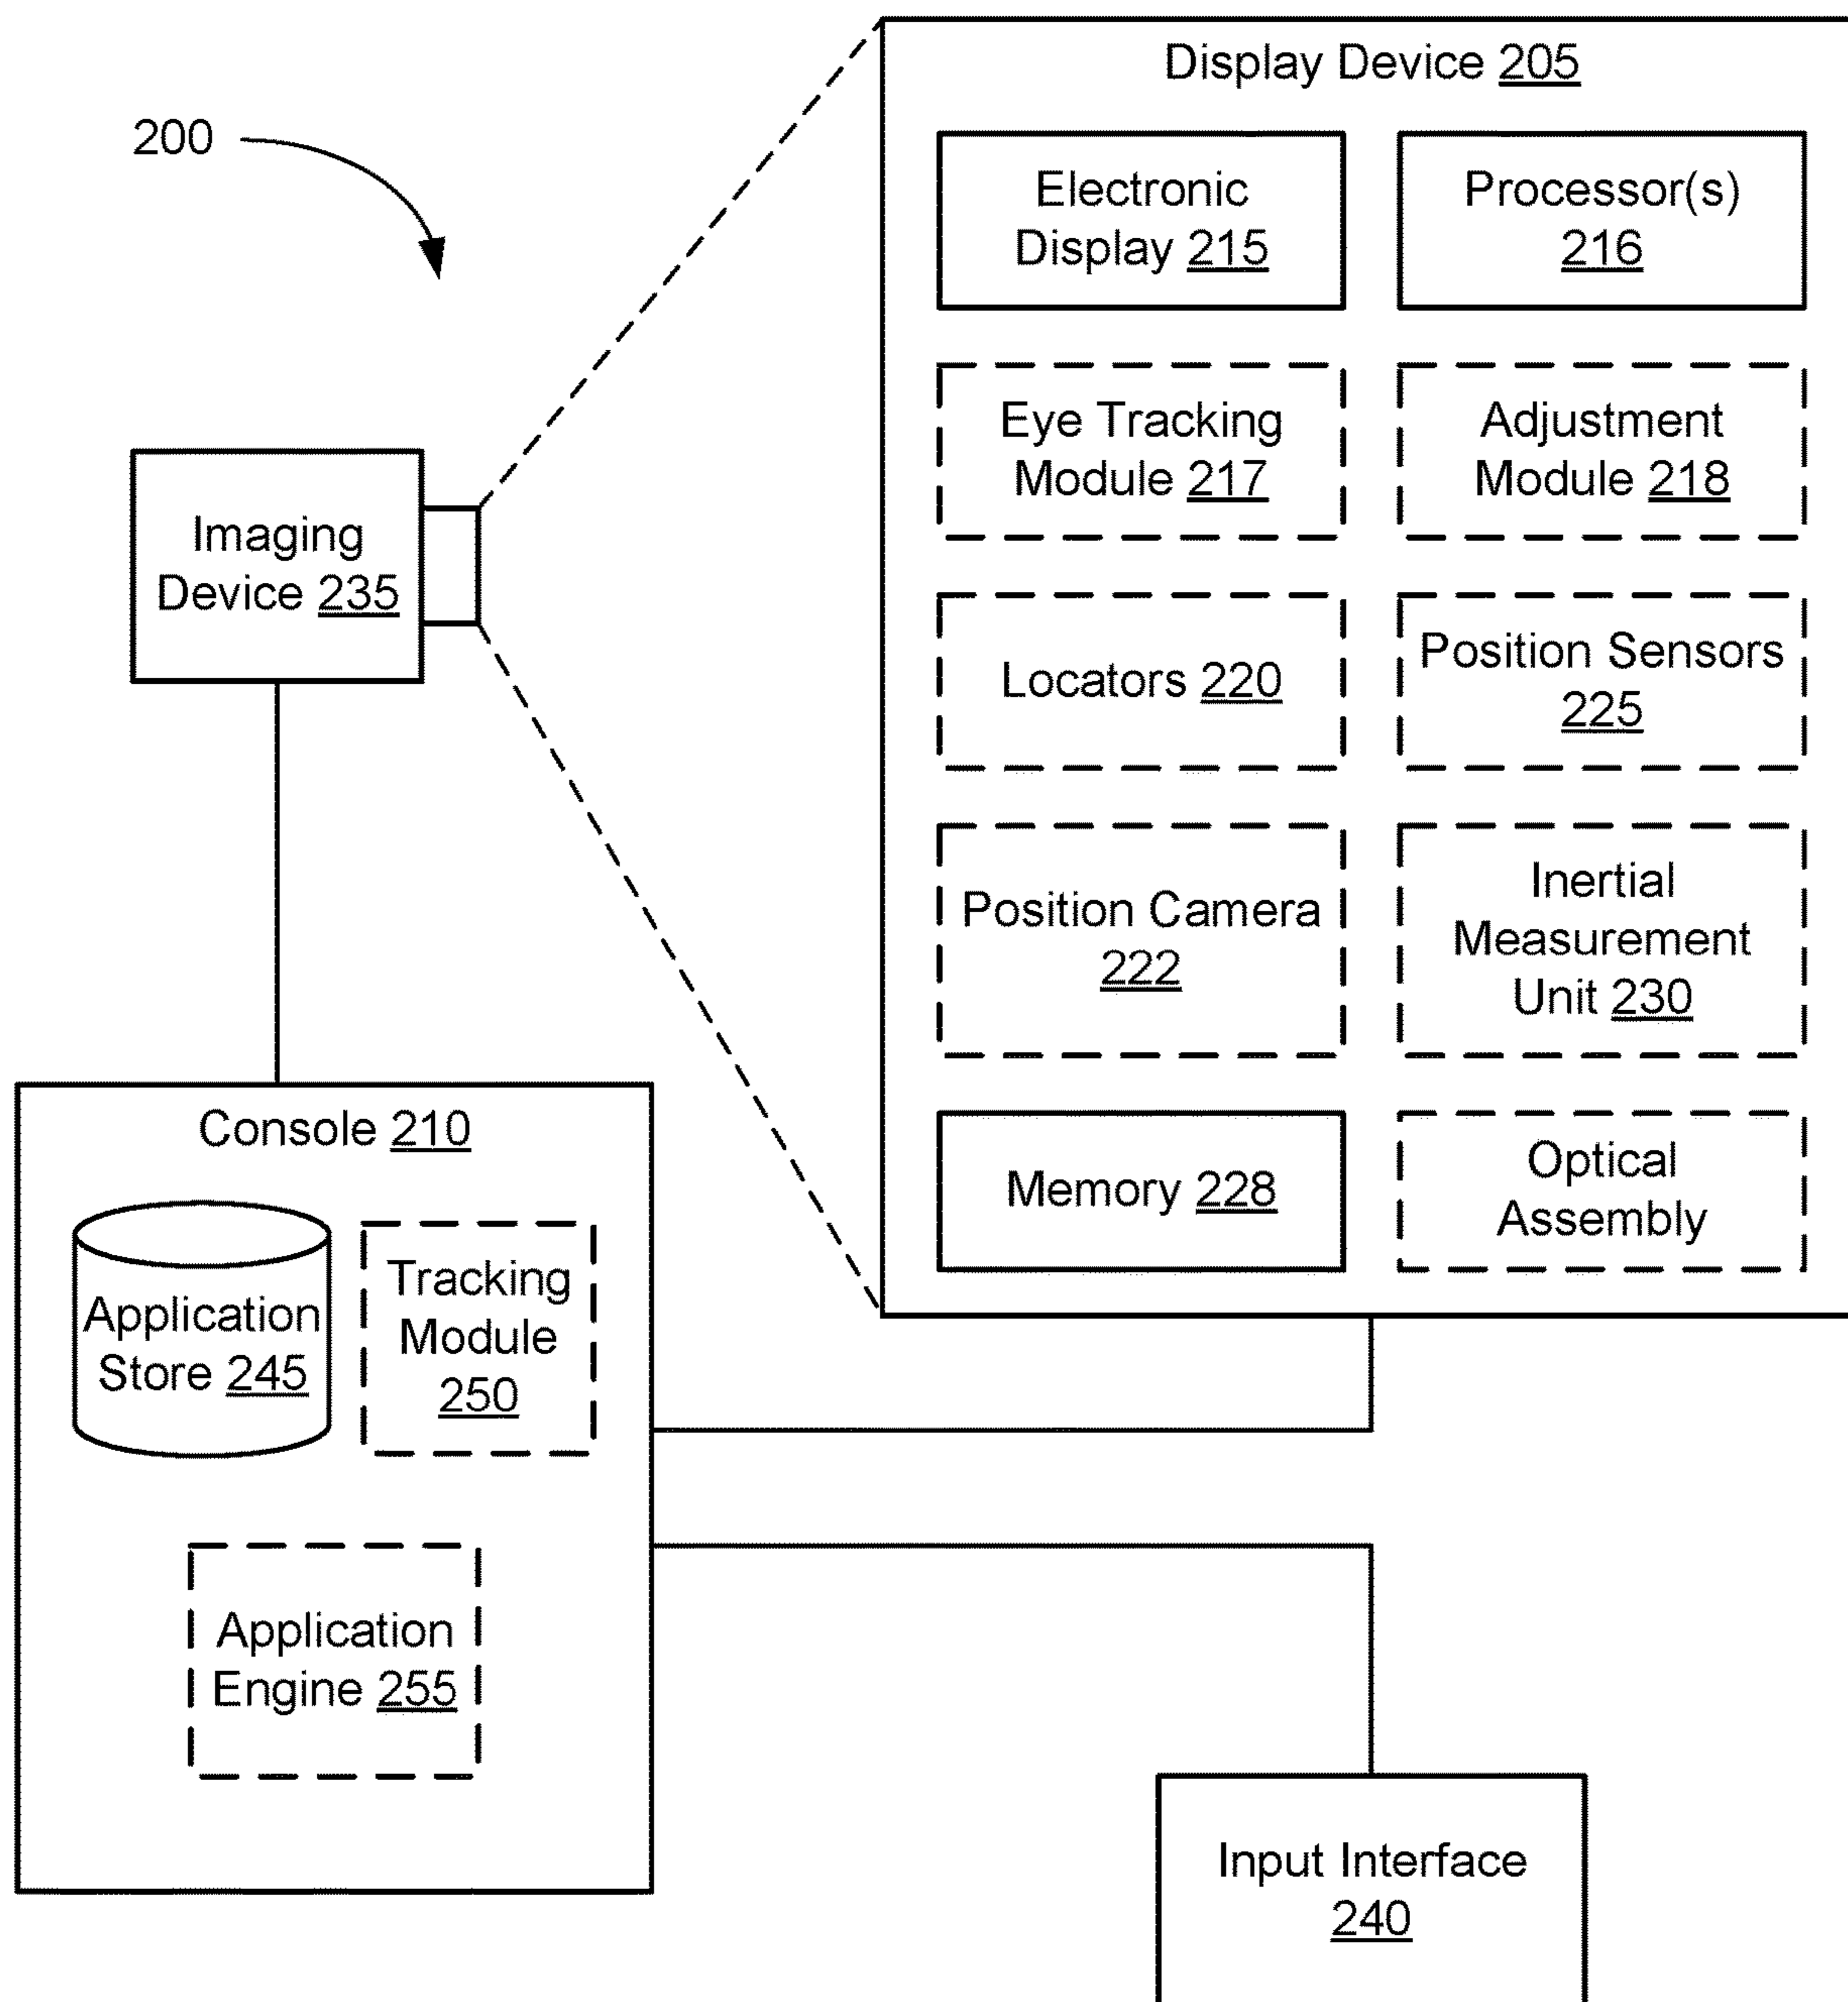 200
Display Device 205
Electronic
Display 215
Processor(s)
216
Eye Tracking
Module 217
Adjustment
Module 218
Imaging
Device 235
Locators 220
Position Sensors
225
Position Camera
222
Inertial
Measurement
Unit 230
Memory 228
Optical
Assembly
Console 210
Application
Store 245
Tracking
Module
250
Application
Engine 255
Input Interface
240